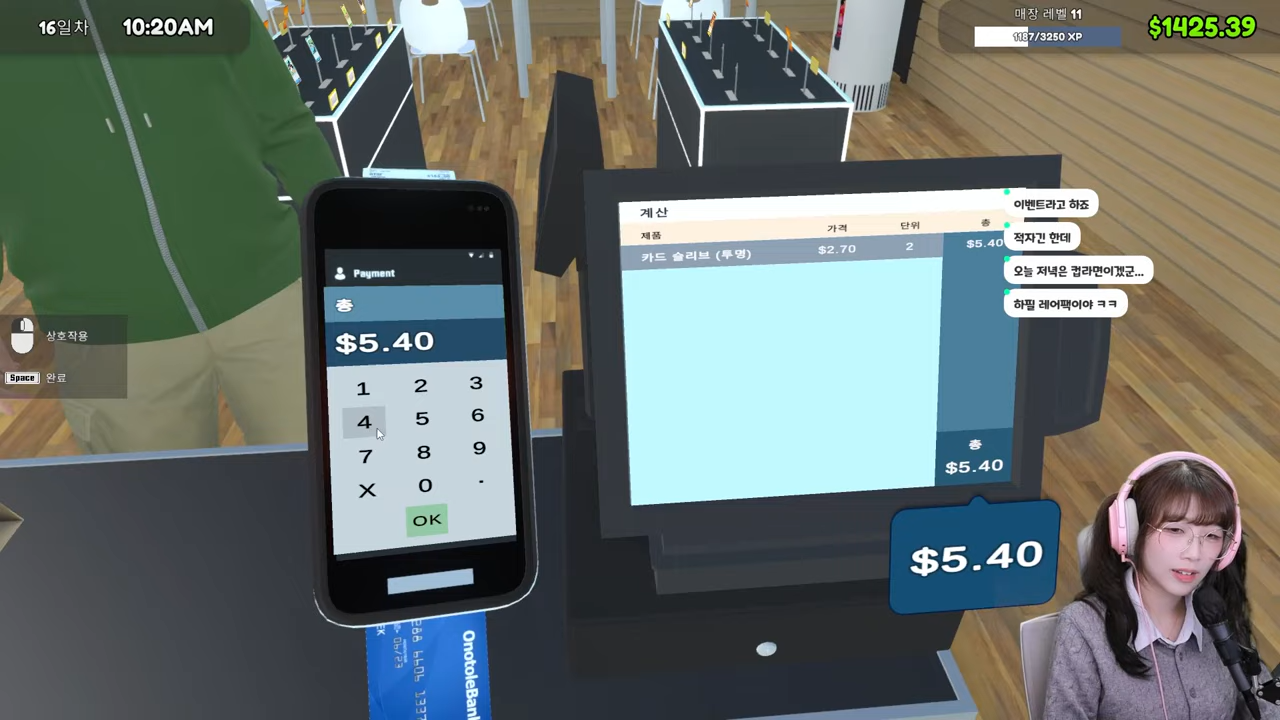 16일차 10:20AM
매장 레벨 11
1187/3250 XP
$1425.39
상호작용
Space 완료
Payment
총
$5.40
1 2 3
4 5 6
7 8 9
X 0 .
OK
계산
제품 가격 단위 총
카드 슬리브 (투명) $2.70 2 $5.40
총
$5.40
$5.40
이벤트라고 하죠
적자긴 한데
오늘 저녁은 컵라면이겠군...
하필 레어팩이야 ㅋㅋ
OnotoleBank